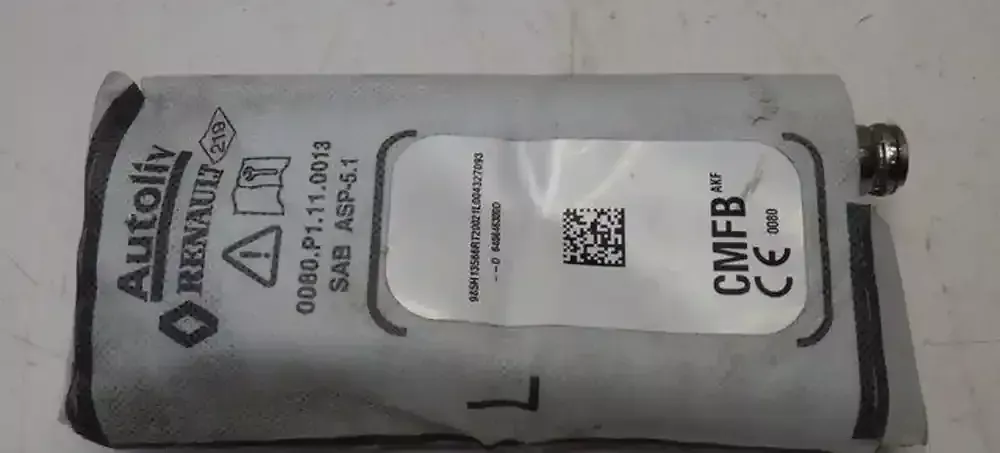 Autoliv
RENAULT 219
0080.P1.11.0013
SAB ASP-5.1
CMFB AKF
CE 0080
L